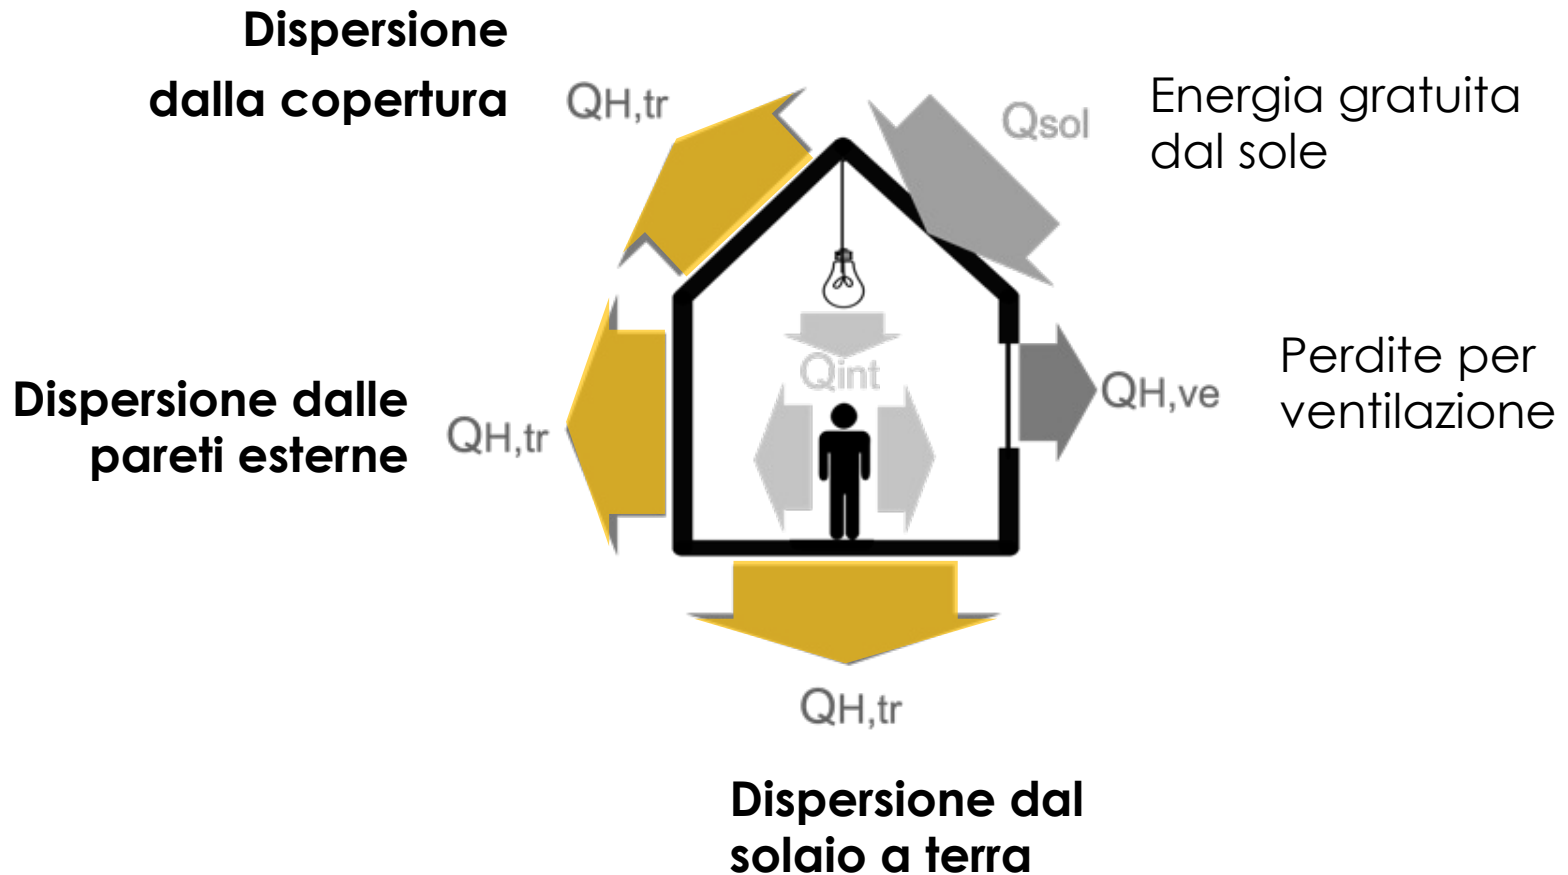 Dispersione
dalla copertura
QH,tr
Qsol
Energia gratuita
dal sole
Qint
QH,ve
Perdite per
ventilazione
Dispersione dalle
pareti esterne
QH,tr
QH,tr
Dispersione dal
solaio a terra